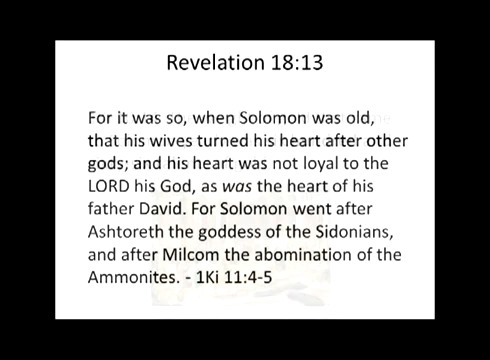 Revelation 18:13
For it was so, when Solomon was old,
that his wives turned his heart after other
gods; and his heart was not loyal to the
LORD his God, as was the heart of his
father David. For Solomon went after
Ashtoreth the goddess of the Sidonians,
and after Milcom the abomination of the
Ammonites. - 1Ki 11:4-5